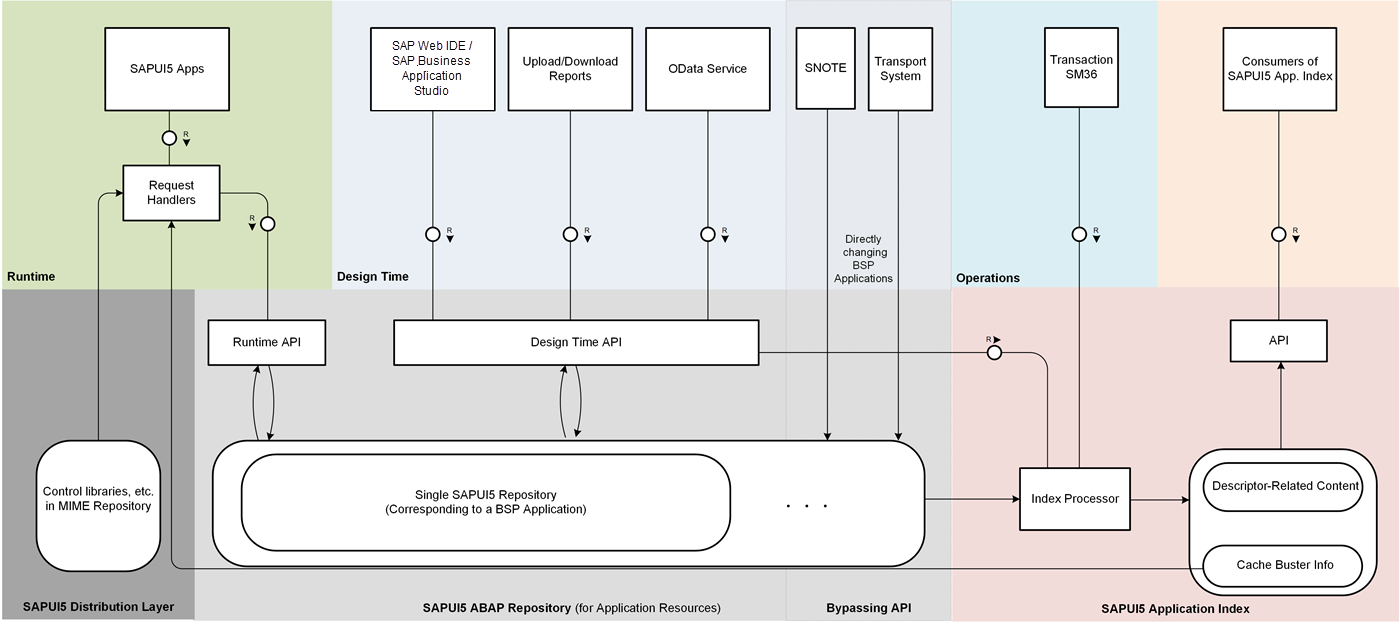 SAPUI5 Apps
SAP Web IDE /
SAP Business
Application
Studio
Upload/Download
Reports
OData Service
SNOTE
Transport
System
Transaction
SM36
Consumers of
SAPUI5 App. Index
R
Request
Handlers
R
R
R
R
R
R
Directly
changing
BSP
Applications
Runtime
Design Time
Operations
Runtime API
Design Time API
R
API
Control libraries, etc.
in MIME Repository
Single SAPUI5 Repository
(Corresponding to a BSP Application)
. . .
Index Processor
Descriptor-Related Content
Cache Buster Info
SAPUI5 Distribution Layer
SAPUI5 ABAP Repository (for Application Resources)
Bypassing API
SAPUI5 Application Index